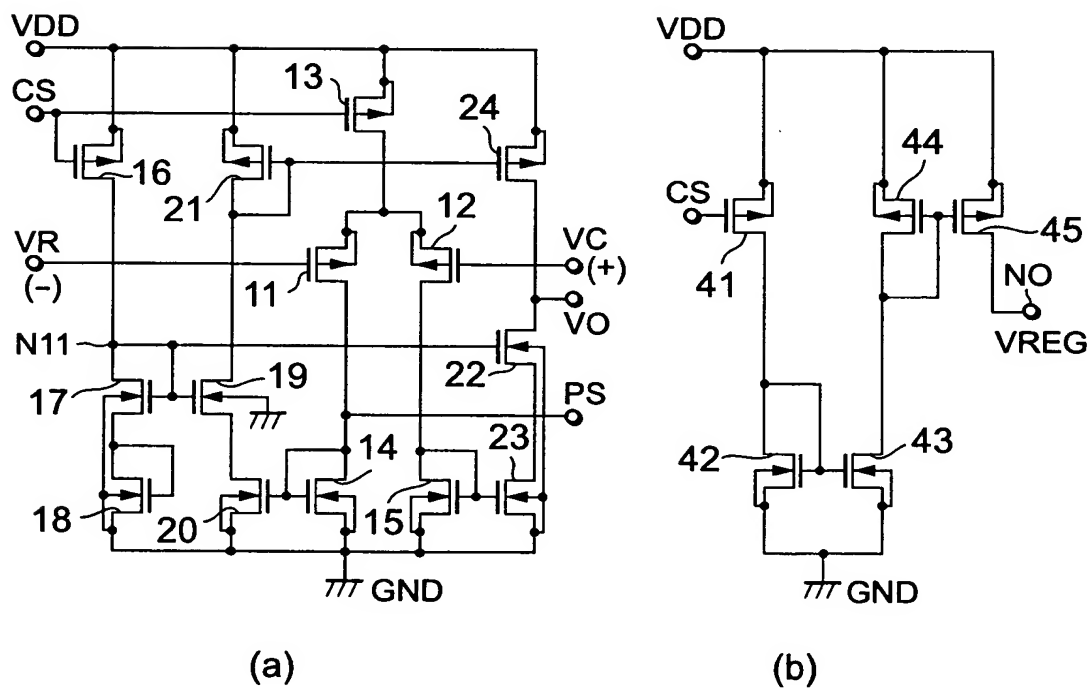 VDD
CS
13
24
16
21
12
VR
(−)
11
VC
(+)
VO
N11
22
17
19
PS
14
23
18
20
15
GND
(a)
VDD
44
CS
41
45
NO
VREG
42
43
GND
(b)